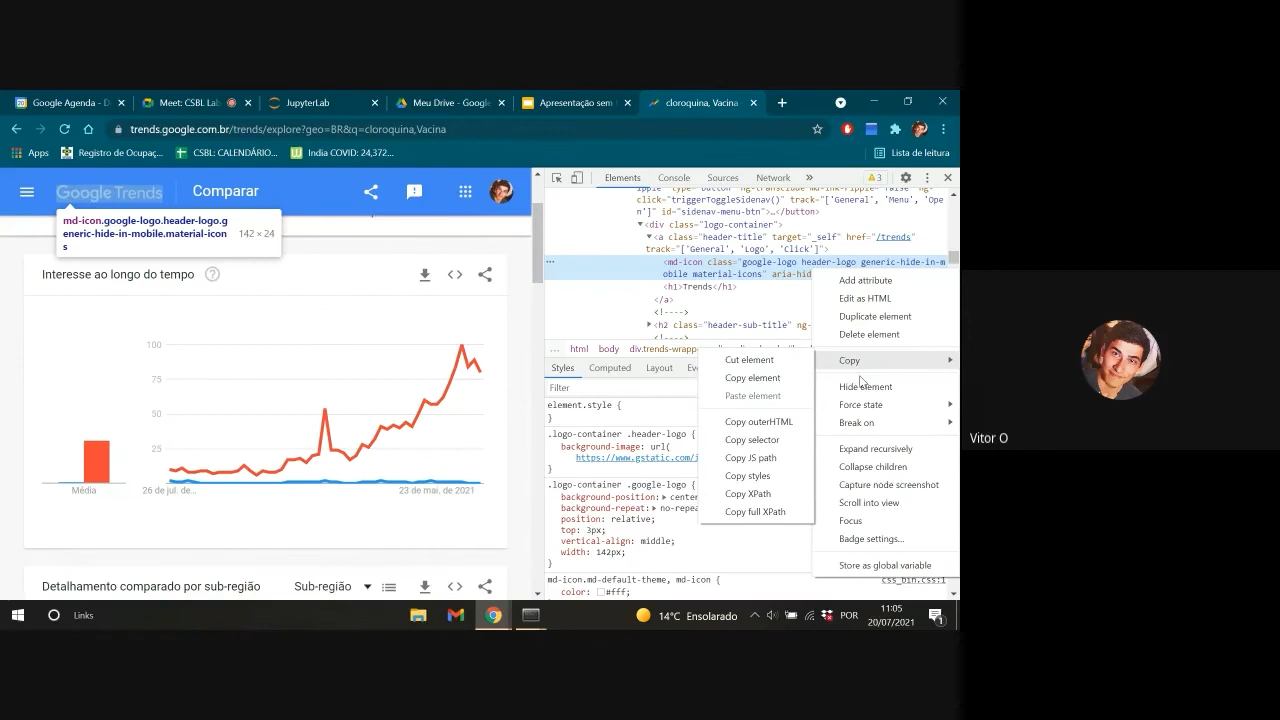 Google Agenda - D
Meet: CSBL Lab
JupyterLab
Meu Drive - Google
Apresentação sem
cloroquina, Vacina
trends.google.com.br/trends/explore?geo=BR&q=cloroquina,Vacina
Apps
Registro de Ocupaç...
CSBL: CALENDÁRIO...
India COVID: 24,372...
Lista de leitura
Google Trends
Comparar
md-icon.google-logo.header-logo.g
eneric-hide-in-mobile.material-icon
s
142 × 24
Interesse ao longo do tempo
100
75
50
25
Média
26 de jul. de...
23 de mai. de 2021
Detalhamento comparado por sub-região
Sub-região
Elements
Console
Sources
Network
»
3
click="triggerToggleSidenav()" track="['General', 'Menu', 'Ope
n']" id="sidenav-menu-btn">…</button>
<div class="logo-container">
<a class="header-title" target="_self" href="/trends"
track="['General', 'Logo', 'Click']">
<md-icon class="google-logo header-logo generic-hide-in-m
obile material-icons" aria-hid
<h1>Trends</h1>
</a>
<!---->
<h2 class="header-sub-title" ng-
<!---->
...
html
body
Styles
Computed
Layout
Filter
element.style {
}
.logo-container .header-logo {
background-image: url(
https://www.gstatic.com/i
}
.logo-container .google-logo {
background-position: center
background-repeat: no-repea
position: relative;
top: 3px;
vertical-align: middle;
width: 142px;
}
md-icon.md-default-theme, md-icon {
css_bin.css:1
color: #fff;
Cut element
Copy element
Paste element
Copy outerHTML
Copy selector
Copy JS path
Copy styles
Copy XPath
Copy full XPath
Add attribute
Edit as HTML
Duplicate element
Delete element
Copy
Hide element
Force state
Break on
Expand recursively
Collapse children
Capture node screenshot
Scroll into view
Focus
Badge settings...
Store as global variable
Links
14°C Ensolarado
POR
11:05
20/07/2021
1
Vitor O